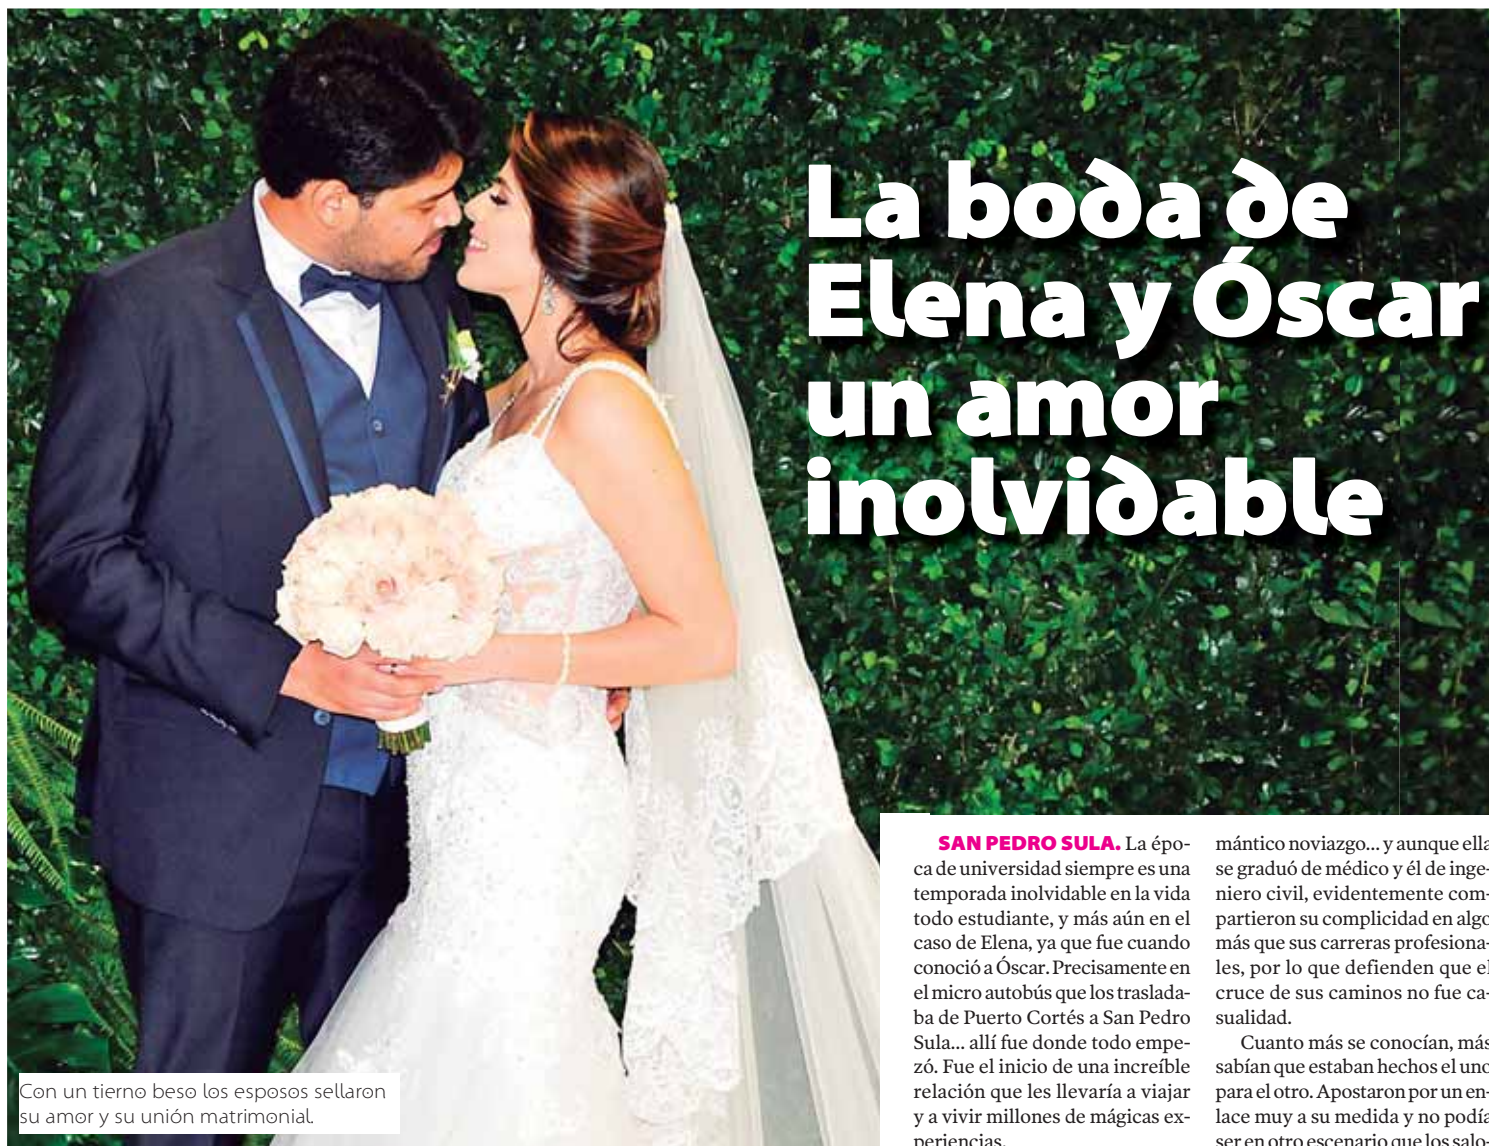 La boda de
Elena y Óscar
un amor
inolvidable
SAN PEDRO SULA. La épo-
ca de universidad siempre es una
temporada inolvidable en la vida
todo estudiante, y más aún en el
caso de Elena, ya que fue cuando
conoció a Óscar. Precisamente en
el micro autobús que los traslada-
ba de Puerto Cortés a San Pedro
Sula... allí fue donde todo empe-
zó. Fue el inicio de una increíble
relación que les llevaría a viajar
y a vivir millones de mágicas ex-
periencias.
mántico noviazgo... y aunque ella
se graduó de médico y él de inge-
niero civil, evidentemente com-
partieron su complicidad en algo
más que sus carreras profesiona-
les, por lo que defienden que el
cruce de sus caminos no fue ca-
sualidad.
Cuanto más se conocían, más
sabían que estaban hechos el uno
para el otro. Apostaron por un en-
lace muy a su medida y no podía
ser en otro escenario que los salo-
Con un tierno beso los esposos sellaron
su amor y su unión matrimonial.